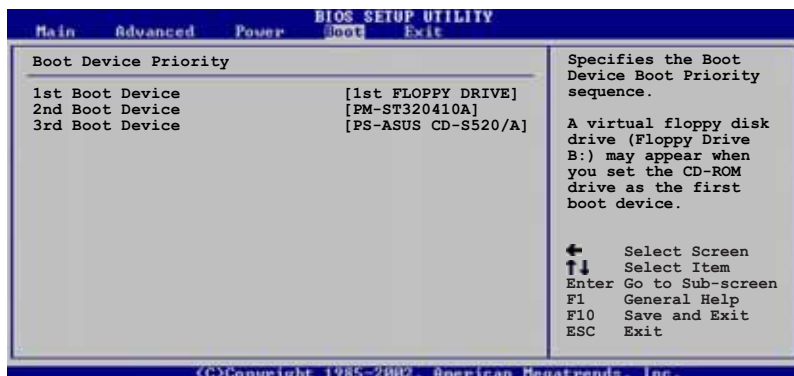 BIOS SETUP UTILITY
Main Advanced Power Boot Exit
Boot Device Priority
1st Boot Device [1st FLOPPY DRIVE]
2nd Boot Device [PM-ST320410A]
3rd Boot Device [PS-ASUS CD-S520/A]
Specifies the Boot
Device Boot Priority
sequence.
A virtual floppy disk
drive (Floppy Drive
B:) may appear when
you set the CD-ROM
drive as the first
boot device.
← Select Screen
↑↓ Select Item
Enter Go to Sub-screen
F1 General Help
F10 Save and Exit
ESC Exit
(C)Copyright 1985-2002, American Megatrends, Inc.